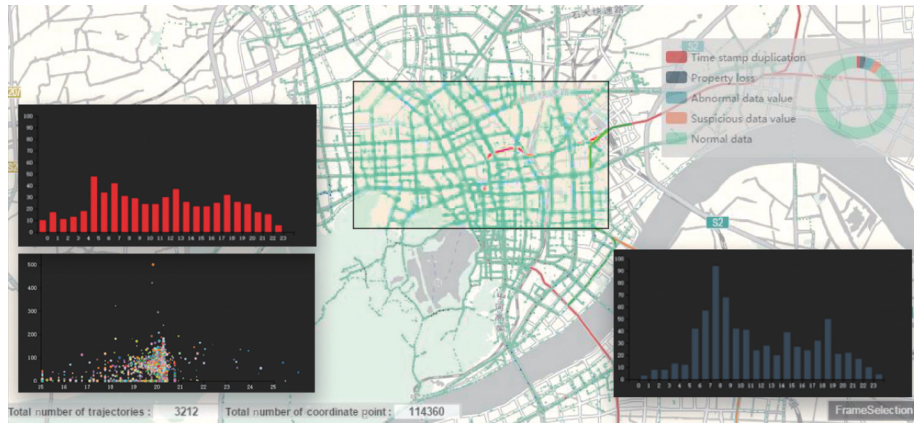 石大快速路
S2
Time stamp duplication
Property loss
Abnormal data value
Suspicious data value
Normal data
100
90
80
70
60
50
40
30
20
10
0
0 1 2 3 4 5 6 7 8 9 10 11 12 13 14 15 16 17 18 19 20 21 22 23
S2
500
400
300
200
100
0
15 16 17 18 19 20 21 22 23 24 25
100
90
80
70
60
50
40
30
20
10
0
0 1 2 3 4 5 6 7 8 9 10 11 12 13 14 15 16 17 18 19 20 21 22 23
Total number of trajectories : 3212 Total number of coordinate point : 114360
FrameSelection